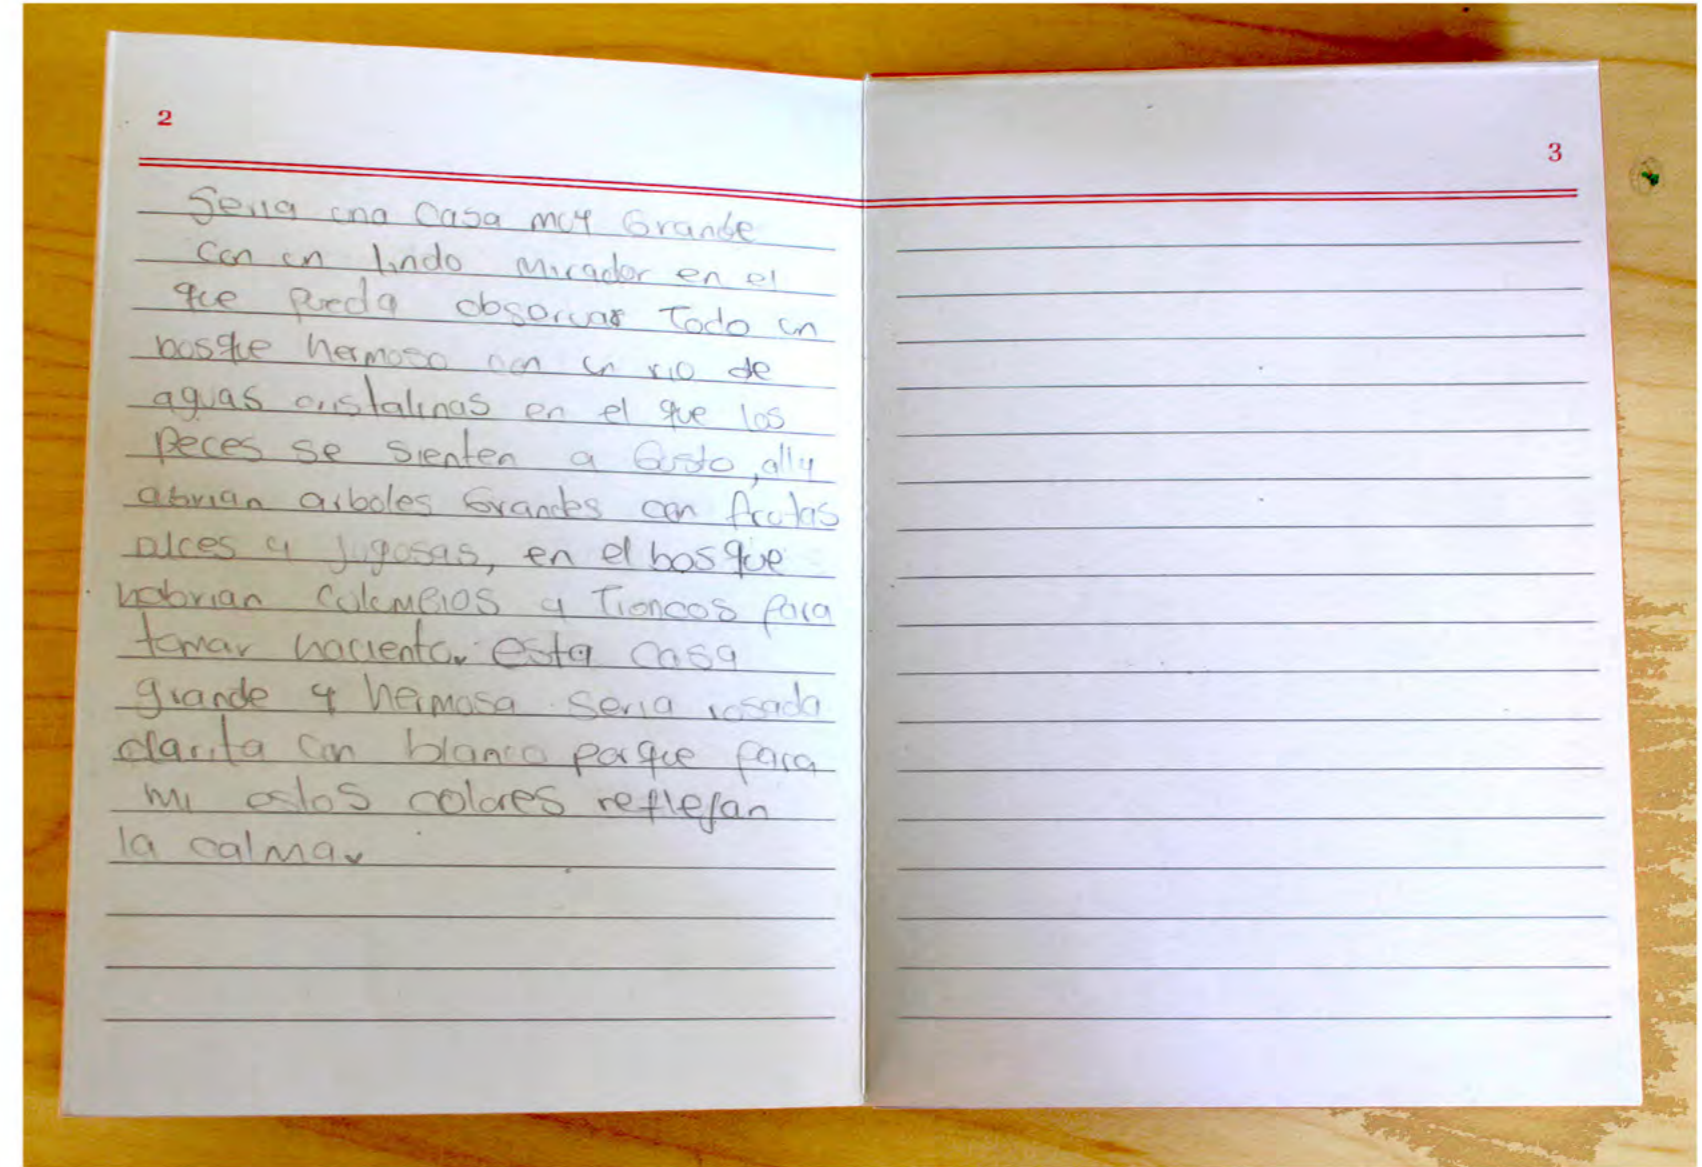 2
Seria una Casa muy Grande
Con un lindo mirador en el
que pueda observar Todo un
bosque hermoso con un rio de
aguas cristalinas en el que los
peces se sienten a Gusto, ally
abrian arboles Grandes con frutas
dulces y jugosas, en el bosque
habrian Columbios y Troncos para
tomar haciento. esta casa
grande y hermosa seria rosada
clarita con blanco porque para
mi estos colores reflejan
la calma.
3